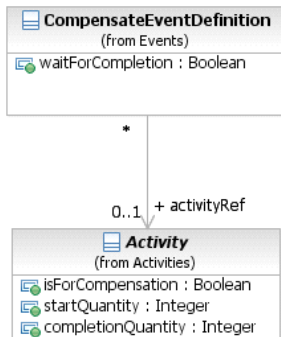 CompensateEventDefinition
(from Events)
waitForCompletion : Boolean
*
0..1 + activityRef
Activity
(from Activities)
isForCompensation : Boolean
startQuantity : Integer
completionQuantity : Integer